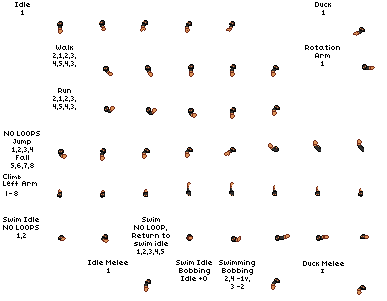 Idle
1
Duck
1
Walk
2,1,2,3,
4,5,4,3,
Rotation
Arm
1
Run
2,1,2,3,
4,5,4,3,
NO LOOPS
Jump
1,2,3,4
Fall
5,6,7,8
Climb
Left Arm
1-8
Swim Idle
NO LOOPS
1,2
Swim
NO LOOP,
Return to
swim idle
1,2,3,4,5
Swim Idle
Bobbing
Idle +0
Swimming
Bobbing
2,4 -1v,
3 -2
Idle Melee
1
Duck Melee
1